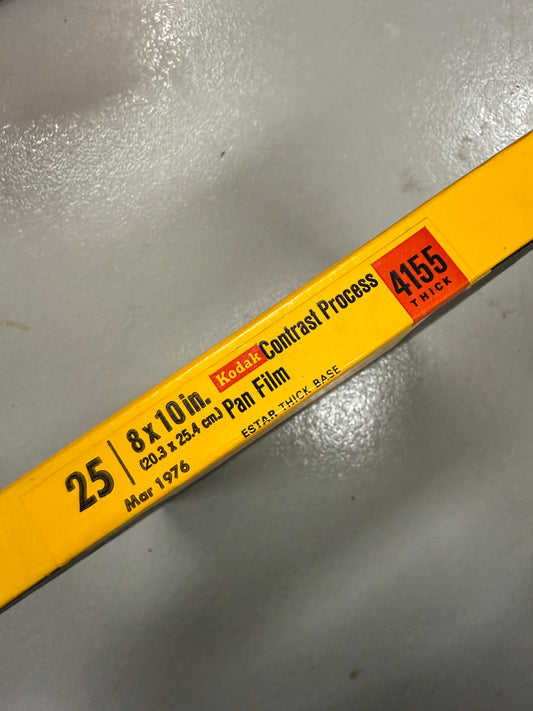 25
8 x 10 in.
(20.3 x 25.4 cm.)
Mar 1976
Kodak Contrast Process
Pan Film
ESTAR THICK BASE
4155
THICK